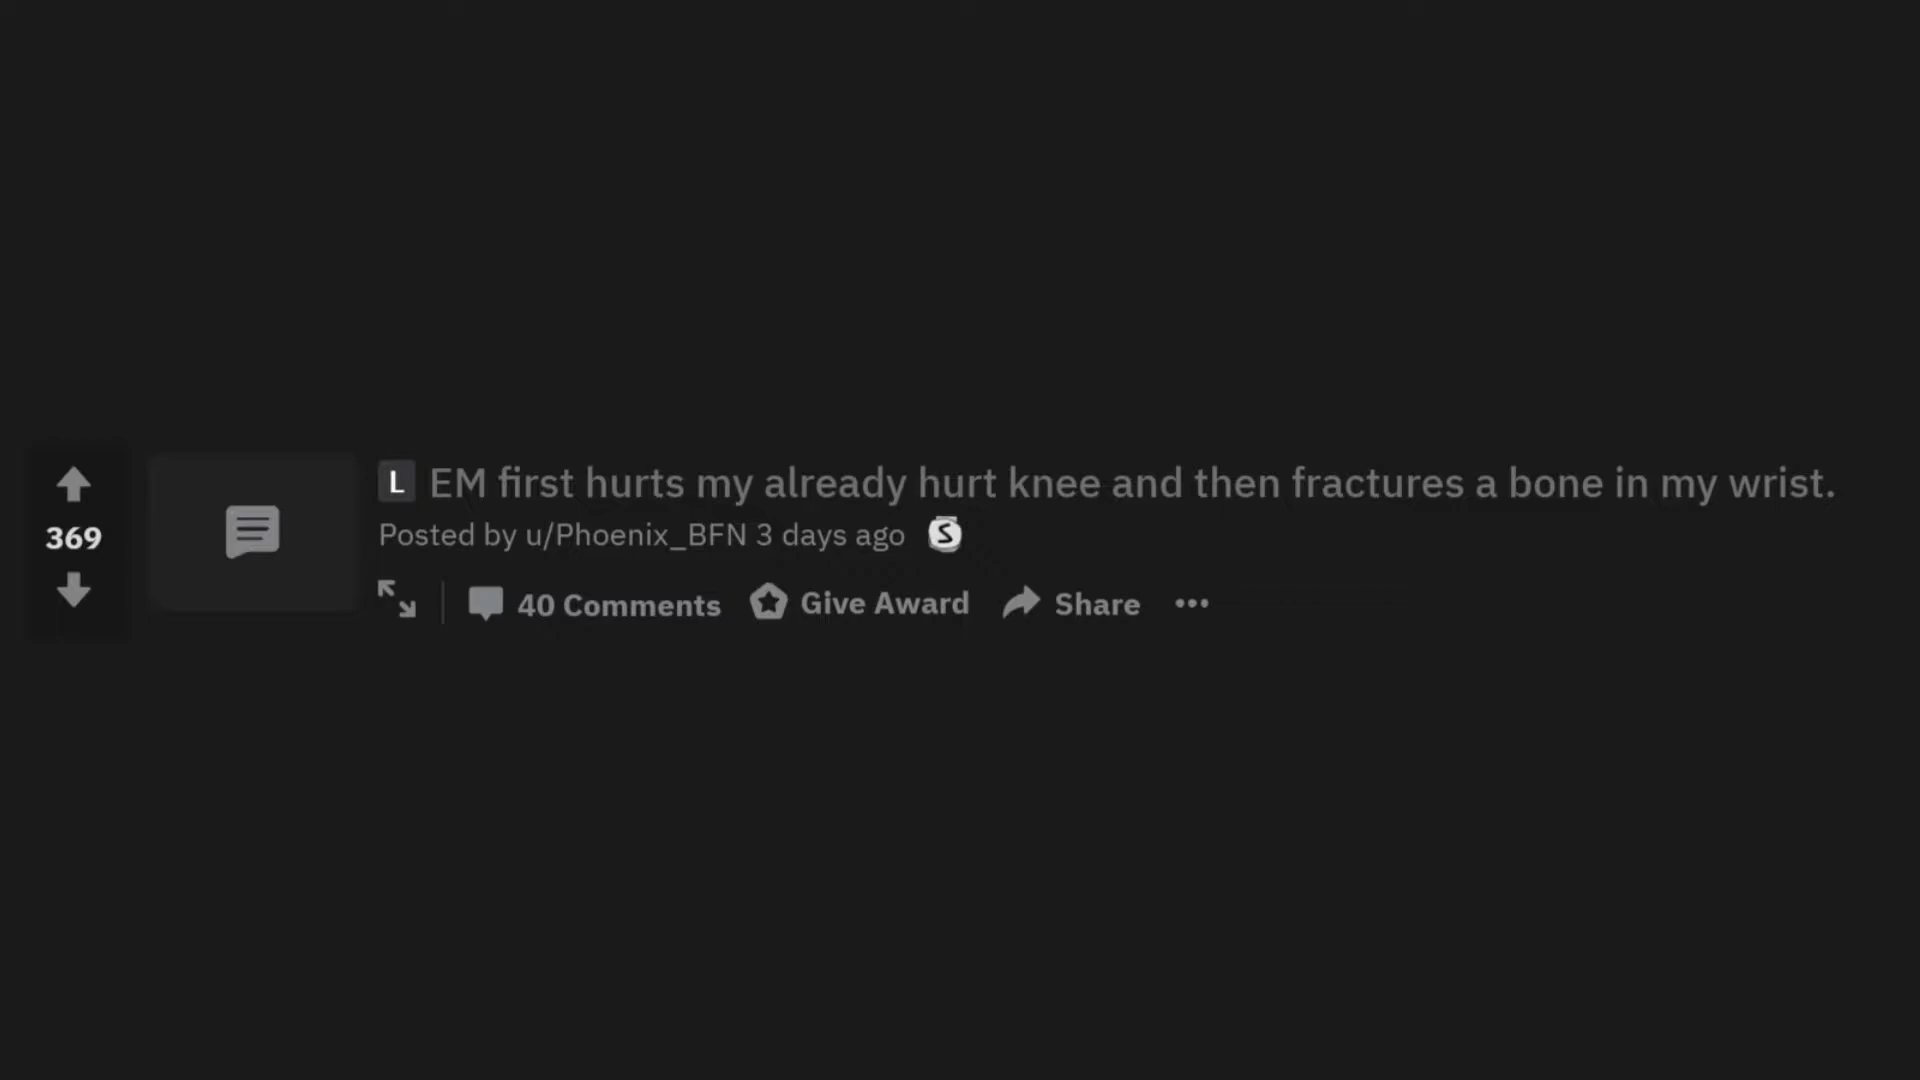 L EM first hurts my already hurt knee and then fractures a bone in my wrist.
369
Posted by u/Phoenix_BFN 3 days ago S
40 Comments Give Award Share •••